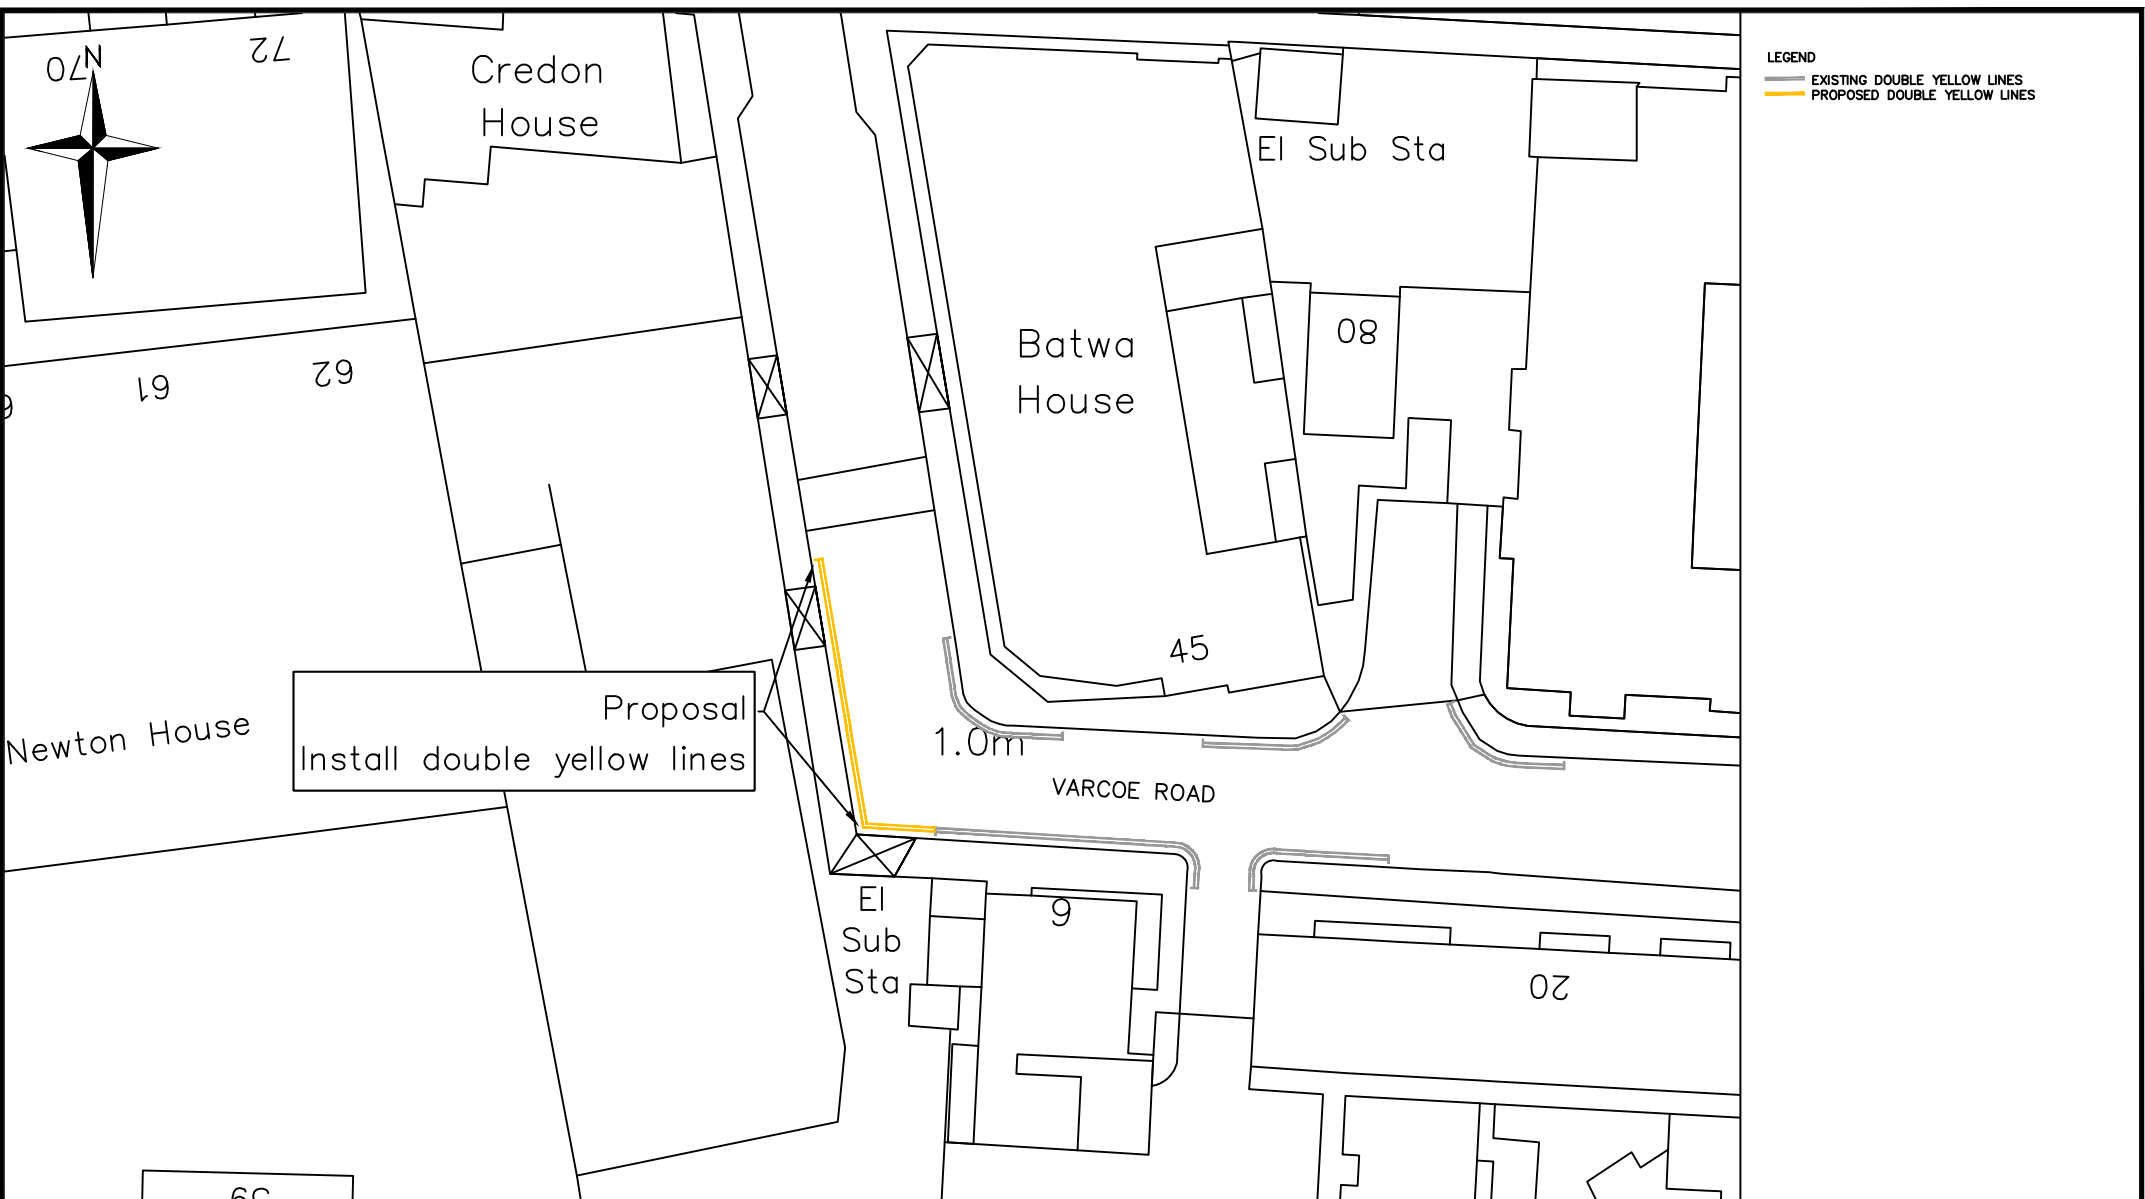 70
N
72
Credon
House
El Sub Sta
LEGEND
EXISTING DOUBLE YELLOW LINES
PROPOSED DOUBLE YELLOW LINES
80
Batwa
House
61
62
45
Newton House
Proposal
Install double yellow lines
1.0m
VARCOE ROAD
El
Sub
Sta
9
20
59